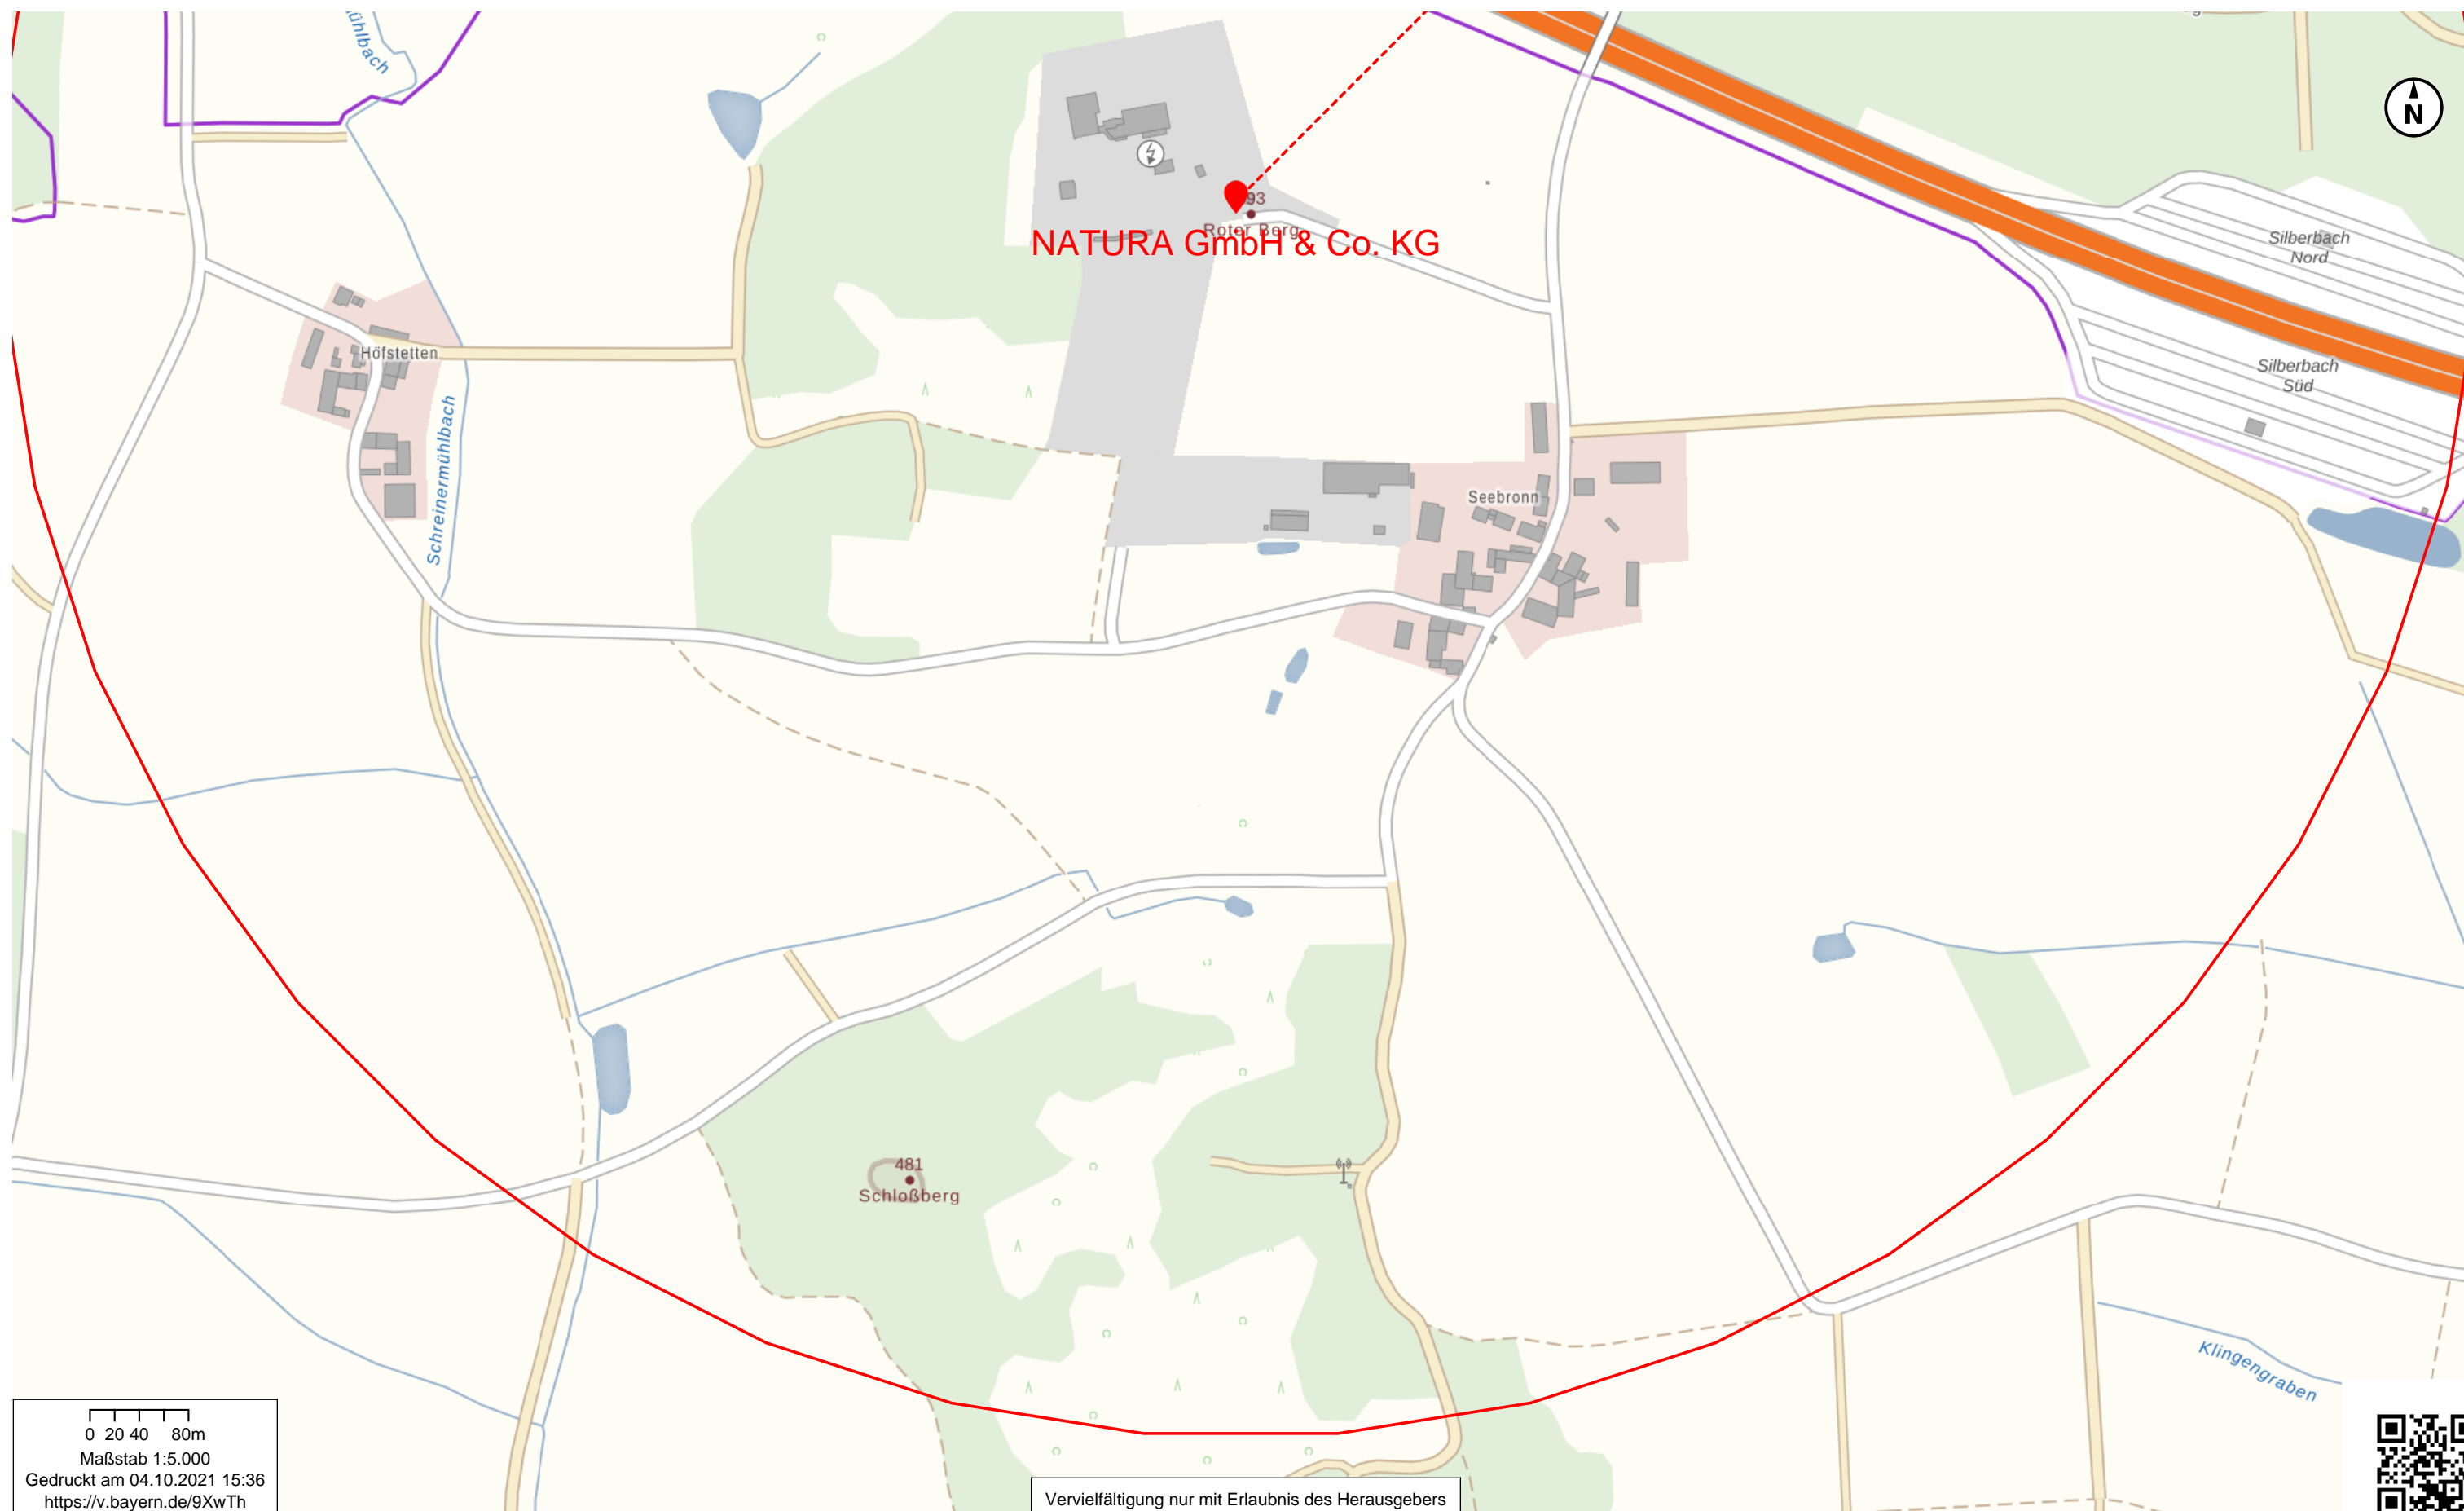 N
93
Roter Berg
NATURA GmbH & Co. KG
Silberbach
Nord
Silberbach
Süd
Höfstetten
Schreinermühlbach
Seebronn
481
Schloßberg
Klingengraben
0 20 40 80m
Maßstab 1:5.000
Gedruckt am 04.10.2021 15:36
https://v.bayern.de/9XwTh
Vervielfältigung nur mit Erlaubnis des Herausgebers